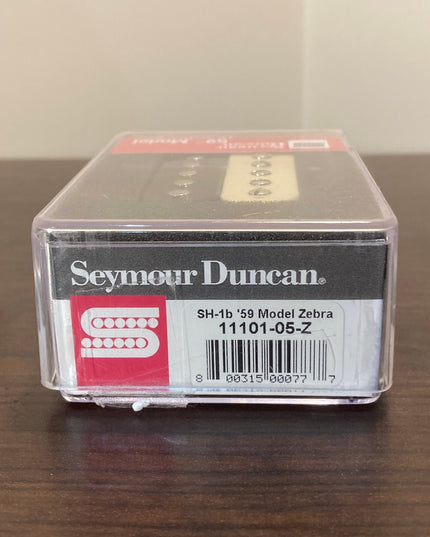 '59 Model
Seymour Duncan®
SH-1b '59 Model Zebra
11101-05-Z
8 00315 00077 7